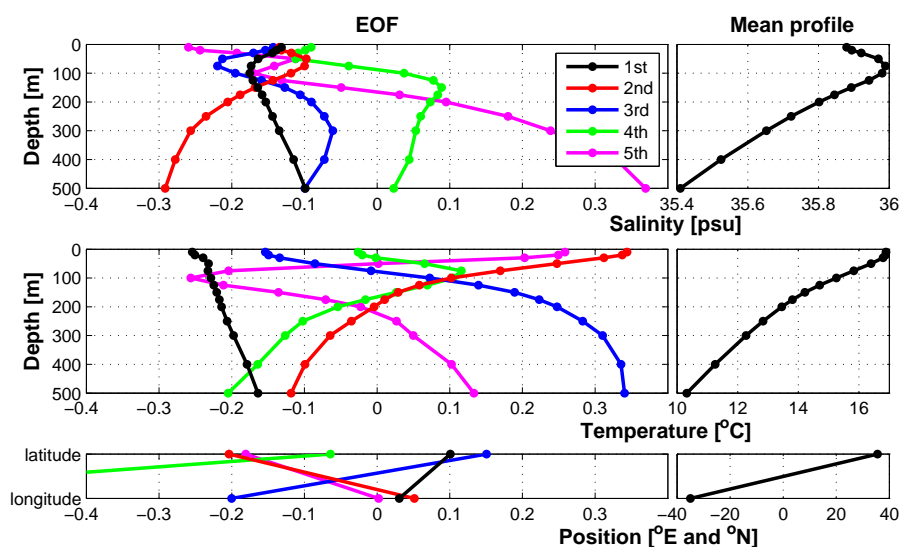 EOF Mean profile
0
100
200
300
400
500
Depth [m]
−0.4 −0.3 −0.2 −0.1 0 0.1 0.2 0.3 0.4
1st
2nd
3rd
4th
5th
35.4 35.6 35.8 36
Salinity [psu]
0
100
200
300
400
500
Depth [m]
−0.4 −0.3 −0.2 −0.1 0 0.1 0.2 0.3
10 12 14 16
Temperature [°C]
latitude
longitude
−0.4 −0.3 −0.2 −0.1 0 0.1 0.2 0.3 −40 −20 0 20 40
Position [°E and °N]